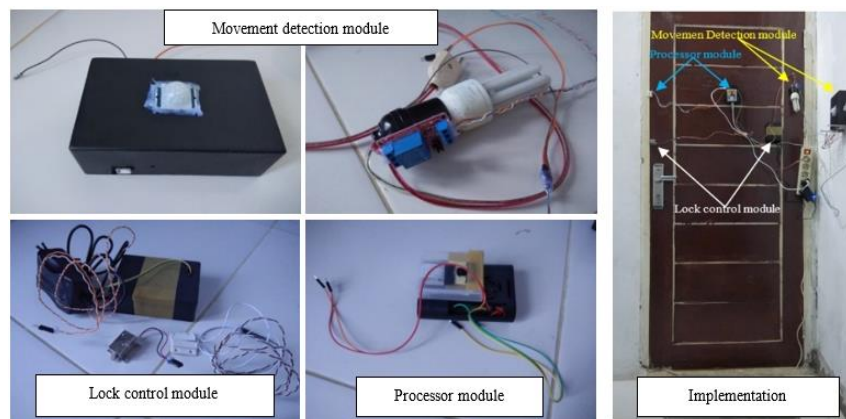 Movement detection module
Movemen Detection module
Processor module
Lock control module
Lock control module
Processor module
Implementation